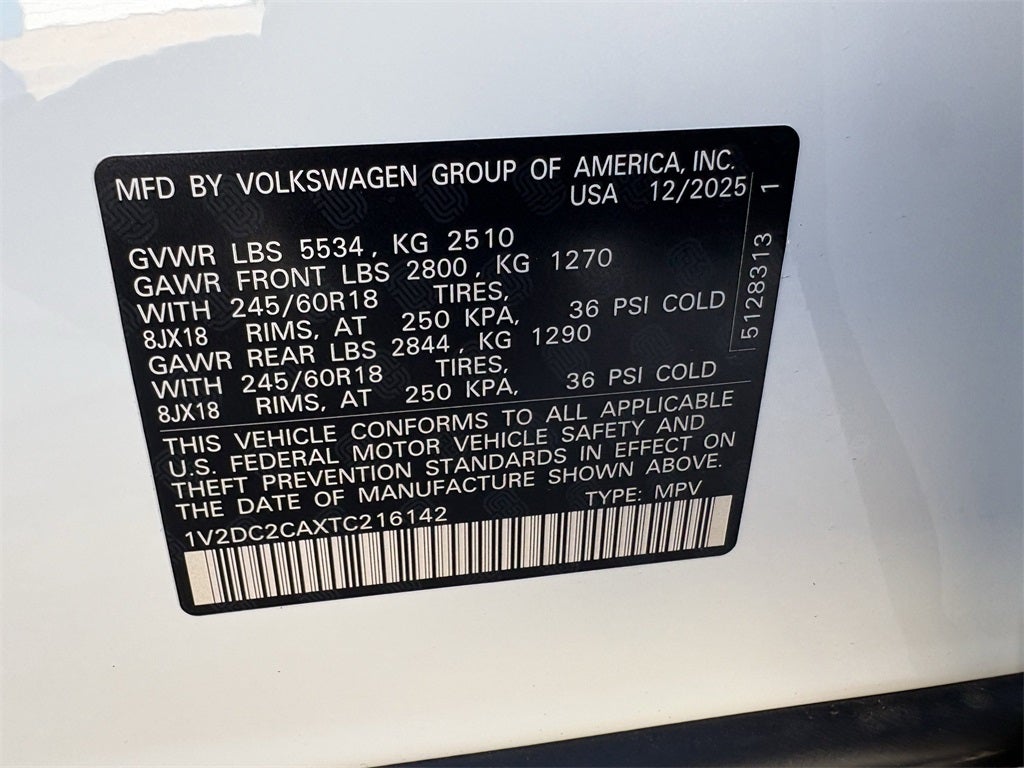 MFD BY VOLKSWAGEN GROUP OF AMERICA, INC.
USA 12/2025
GVWR LBS 5534, KG 2510
GAWR FRONT LBS 2800, KG 1270
WITH 245/60R18 TIRES,
8JX18 RIMS, AT 250 KPA, 36 PSI COLD
GAWR REAR LBS 2844, KG 1290
WITH 245/60R18 TIRES,
8JX18 RIMS, AT 250 KPA, 36 PSI COLD
THIS VEHICLE CONFORMS TO ALL APPLICABLE
U.S. FEDERAL MOTOR VEHICLE SAFETY AND
THEFT PREVENTION STANDARDS IN EFFECT ON
THE DATE OF MANUFACTURE SHOWN ABOVE.
1V2DC2CAXTC216142 TYPE: MPV
5128313 1